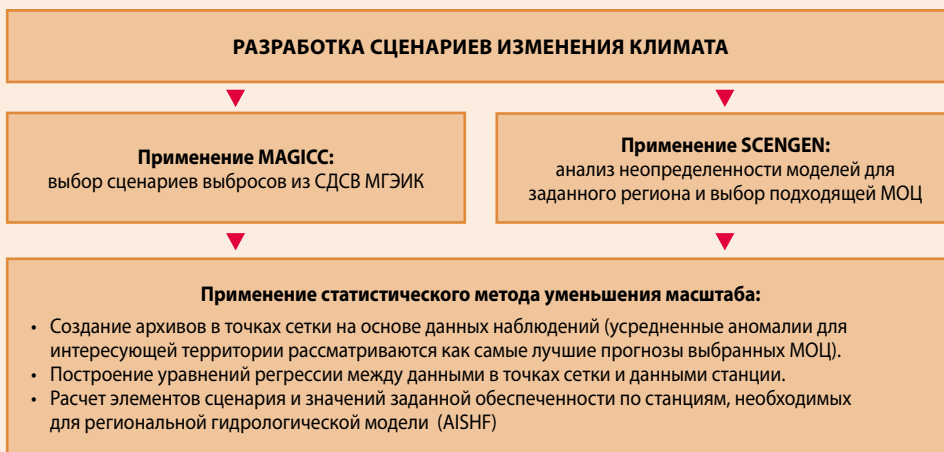 РАЗРАБОТКА СЦЕНАРИЕВ ИЗМЕНЕНИЯ КЛИМАТА
Применение MAGICC:
выбор сценариев выбросов из СДСВ МГЭИК
Применение SCENGEN:
анализ неопределенности моделей для
заданного региона и выбор подходящей МОЦ
Применение статистического метода уменьшения масштаба:
• Создание архивов в точках сетки на основе данных наблюдений (усредненные аномалии для
интересующей территории рассматриваются как самые лучшие прогнозы выбранных МОЦ).
• Построение уравнений регрессии между данными в точках сетки и данными станции.
• Расчет элементов сценария и значений заданной обеспеченности по станциям, необходимых
для региональной гидрологической модели (AISHF)